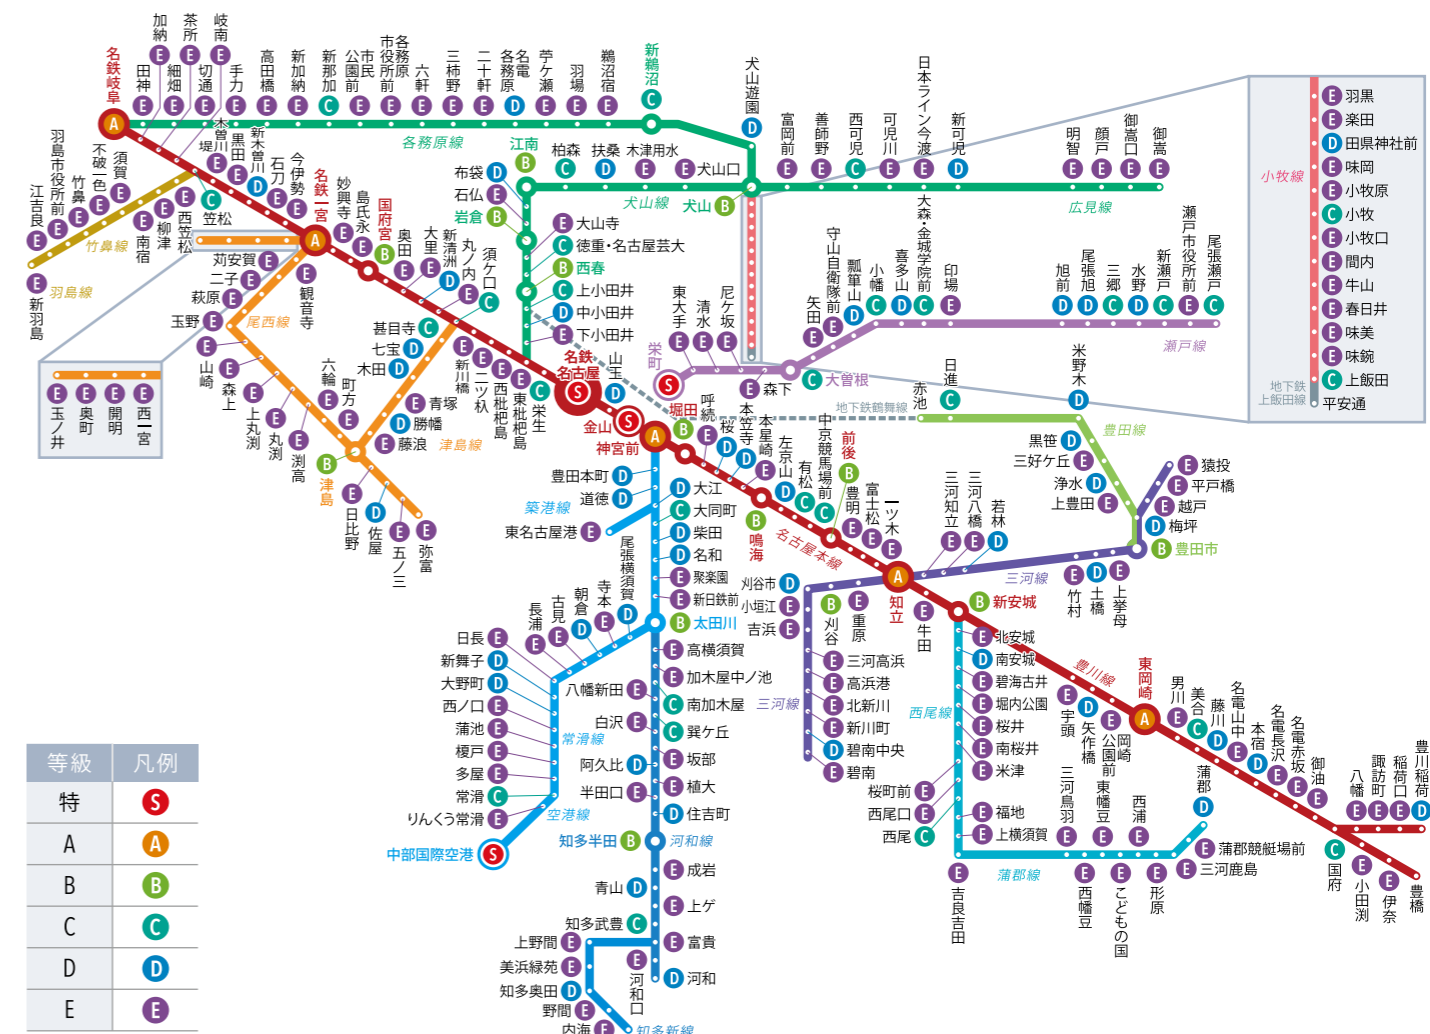 加納 E
茶所 E
岐南 E
名鉄岐阜 A
田神 E
細畑 E
切通 E
手力 E
高田橋 E
新加納 E
新那加 C
市民公園前 E
各務原市役所前 E
六軒 E
三柿野 E
二十軒 E
名電各務原 D
苧ケ瀬 E
羽場 E
鵜沼宿 E
新鵜沼 C
犬山遊園 D
各務原線
富岡前 E
善師野 E
西可児 C
可児川 E
日本ライン今渡 E
新可児 D
明智 E
顔戸 E
御嵩口 E
御嵩 E
広見線
江吉良 E
羽島市役所前 E
竹鼻 E
不破一色 E
須賀 E
南宿 E
柳津 E
西笠松 E
竹鼻線
羽島線
E 新羽島
笠松 C
木曽川堤 E
黒田 E
新木曽川 D
石刀 E
今伊勢 E
名鉄一宮 A
妙興寺 E
島氏永 E
国府宮 B
奥田 E
大里 E
新清洲 D
丸ノ内 E
須ケ口 C
江南 B
柏森 C
扶桑 D
木津用水 E
E 犬山口
犬山 B
犬山線
布袋 D
石仏 E
岩倉 B
E 大山寺
C 徳重・名古屋芸大
B 西春
C 上小田井
D 中小田井
E 下小田井
苅安賀 E
二子 E
萩原 E
玉野 E
E 山崎
E 森上
E 上丸渕
E 丸渕
E 渕高
六輪 E
町方 E
観音寺 E
尾西線
甚目寺 C
七宝 D
木田 D
E 青塚
D 勝幡
E 藤浪
津島線
B 津島
E 日比野
D 佐屋
E 五ノ三
E 弥富
E 玉ノ井
E 奥町
E 開明
E 西一宮
新川橋 E
二ツ杁 E
西枇杷島 E
東枇杷島 E
栄生 C
名鉄名古屋 S
山王 D
金山 S
神宮前 A
堀田 B
呼続 E
桜 D
本笠寺 D
本星崎 E
左京山 D
有松 C
中京競馬場前 C
前後 B
豊明 E
富士松 E
一ツ木 E
B 鳴海
名古屋本線
栄町 S
東大手 E
清水 E
尼ケ坂 E
E 森下
C 大曽根
矢田 E
守山自衛隊前 E
瓢箪山 D
小幡 C
喜多山 D
大森・金城学院前 C
印場 E
旭前 D
尾張旭 D
三郷 C
水野 D
新瀬戸 C
瀬戸市役所前 E
尾張瀬戸 C
瀬戸線
小牧線
E 羽黒
E 楽田
D 田県神社前
E 味岡
E 小牧原
C 小牧
E 小牧口
E 間内
E 牛山
E 春日井
E 味美
E 味鋺
C 上飯田
地下鉄
上飯田線
平安通
地下鉄鶴舞線
赤池
日進 C
米野木 D
黒笹 D
三好ケ丘 E
浄水 D
上豊田 E
豊田線
E 猿投
E 平戸橋
E 越戸
D 梅坪
B 豊田市
三河知立 E
三河八橋 E
若林 D
E 竹村
D 土橋
E 上挙母
三河線
知立 A
E 牛田
B 新安城
刈谷市 D
小垣江 E
吉浜 E
B 刈谷
E 重原
E 三河高浜
E 高浜港
E 北新川
E 新川町
D 碧南中央
E 碧南
三河線
豊田本町 D
道徳 D
築港線
東名古屋港 E
D 大江
C 大同町
D 柴田
D 名和
E 聚楽園
E 新日鉄前
B 太田川
尾張横須賀 D
寺本 E
朝倉 D
古見 E
長浦 E
日長 E
新舞子 D
大野町 D
西ノ口 E
蒲池 E
榎戸 E
多屋 E
常滑 C
りんくう常滑 E
中部国際空港 S
常滑線
空港線
E 高横須賀
E 加木屋中ノ池
八幡新田 E
C 南加木屋
白沢 E
C 巽ケ丘
E 坂部
阿久比 D
E 植大
半田口 E
D 住吉町
知多半田 B
河和線
E 成岩
青山 D
E 上ゲ
知多武豊 C
E 富貴
上野間 E
美浜緑苑 E
知多奥田 D
野間 E
内海 E
知多新線
E 河和口
D 河和
E 北安城
D 南安城
E 碧海古井
E 堀内公園
E 桜井
E 南桜井
E 米津
西尾線
桜町前 E
西尾口 E
西尾 C
E 福地
E 上横須賀
E 吉良吉田
三河鳥羽 E
西幡豆 E
東幡豆 E
こどもの国 E
西浦 E
形原 E
E 三河鹿島
E 蒲郡競艇場前
蒲郡 D
蒲郡線
豊川線
E 宇頭
D 矢作橋
E 岡崎公園前
東岡崎 A
男川 E
美合 C
藤川 D
名電山中 E
本宿 D
名電長沢 E
名電赤坂 E
御油 E
C 国府
E 小田渕
E 伊奈
豊橋
八幡 E
諏訪町 E
稲荷口 E
豊川稲荷 D
等級 凡例
特 S
A A
B B
C C
D D
E E